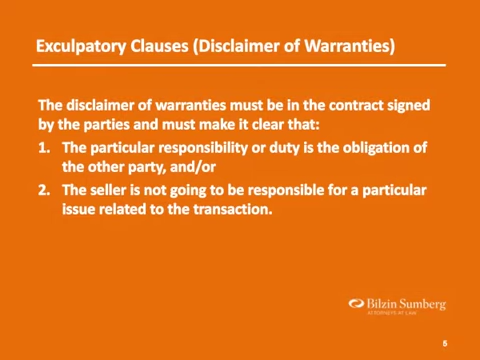 Exculpatory Clauses (Disclaimer of Warranties)
The disclaimer of warranties must be in the contract signed
by the parties and must make it clear that:
1. The particular responsibility or duty is the obligation of
the other party, and/or
2. The seller is not going to be responsible for a particular
issue related to the transaction.
Bilzin Sumberg
ATTORNEYS AT LAW
5